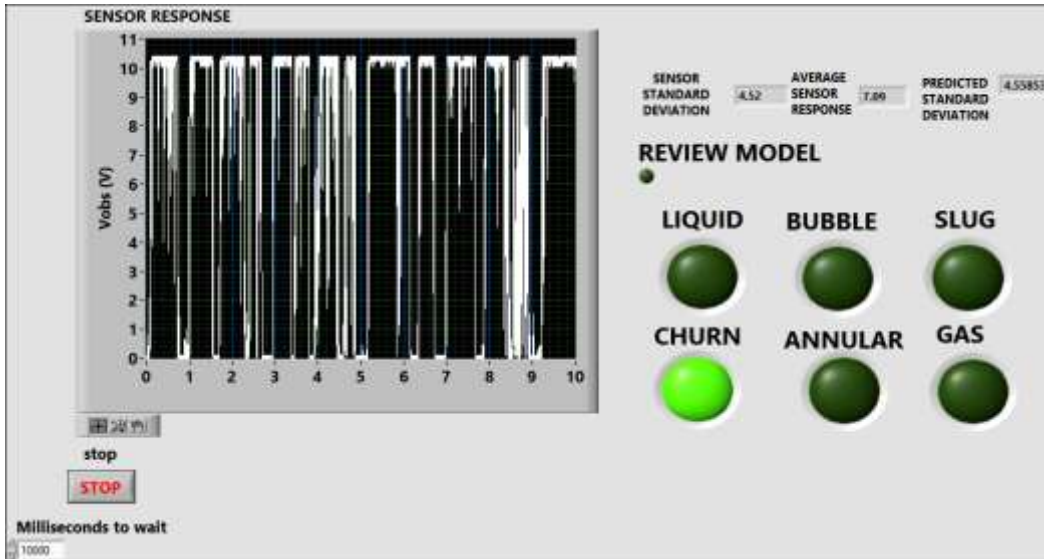 SENSOR RESPONSE
11
10
9
8
7
6
5
4
3
2
1
0
Vobs (V)
0 1 2 3 4 5 6 7 8 9 10
SENSOR
STANDARD
DEVIATION
4.52
AVERAGE
SENSOR
RESPONSE
7.09
PREDICTED
STANDARD
DEVIATION
4.55853
REVIEW MODEL
LIQUID BUBBLE SLUG
CHURN ANNULAR GAS
stop
STOP
Milliseconds to wait
10000